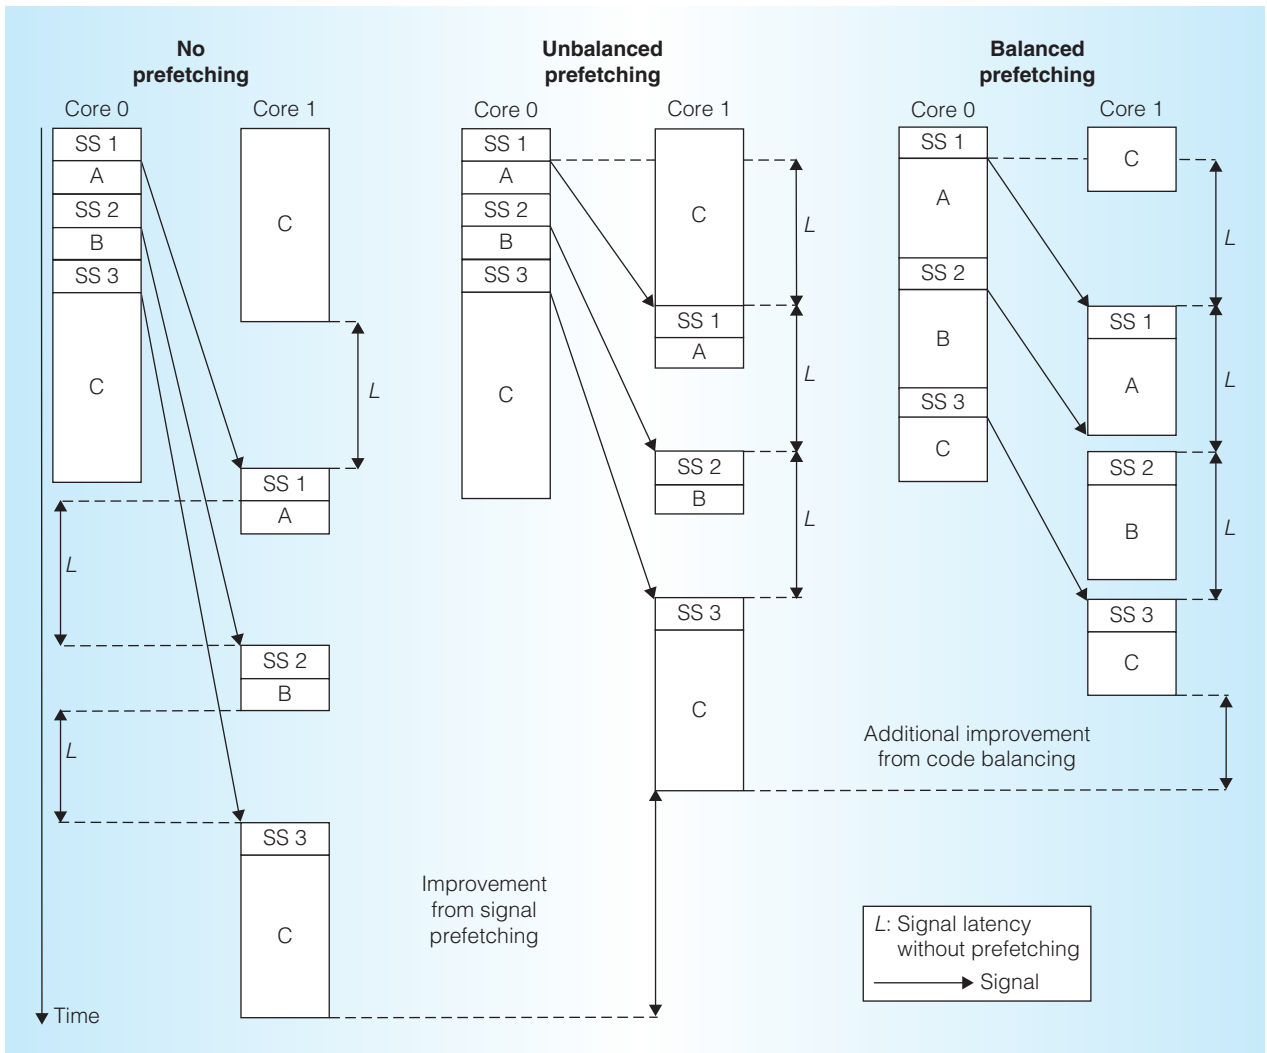 No
prefetching
Core 0
Core 1
SS 1
A
SS 2
B
SS 3
C
C
L
SS 1
A
L
SS 2
B
L
SS 3
C
Time
Unbalanced
prefetching
Core 0
Core 1
SS 1
A
SS 2
B
SS 3
C
C
L
SS 1
A
L
SS 2
B
L
SS 3
C
Improvement
from signal
prefetching
Balanced
prefetching
Core 0
Core 1
SS 1
A
SS 2
B
SS 3
C
C
L
SS 1
A
L
SS 2
B
L
SS 3
C
Additional improvement
from code balancing
L: Signal latency
without prefetching
Signal